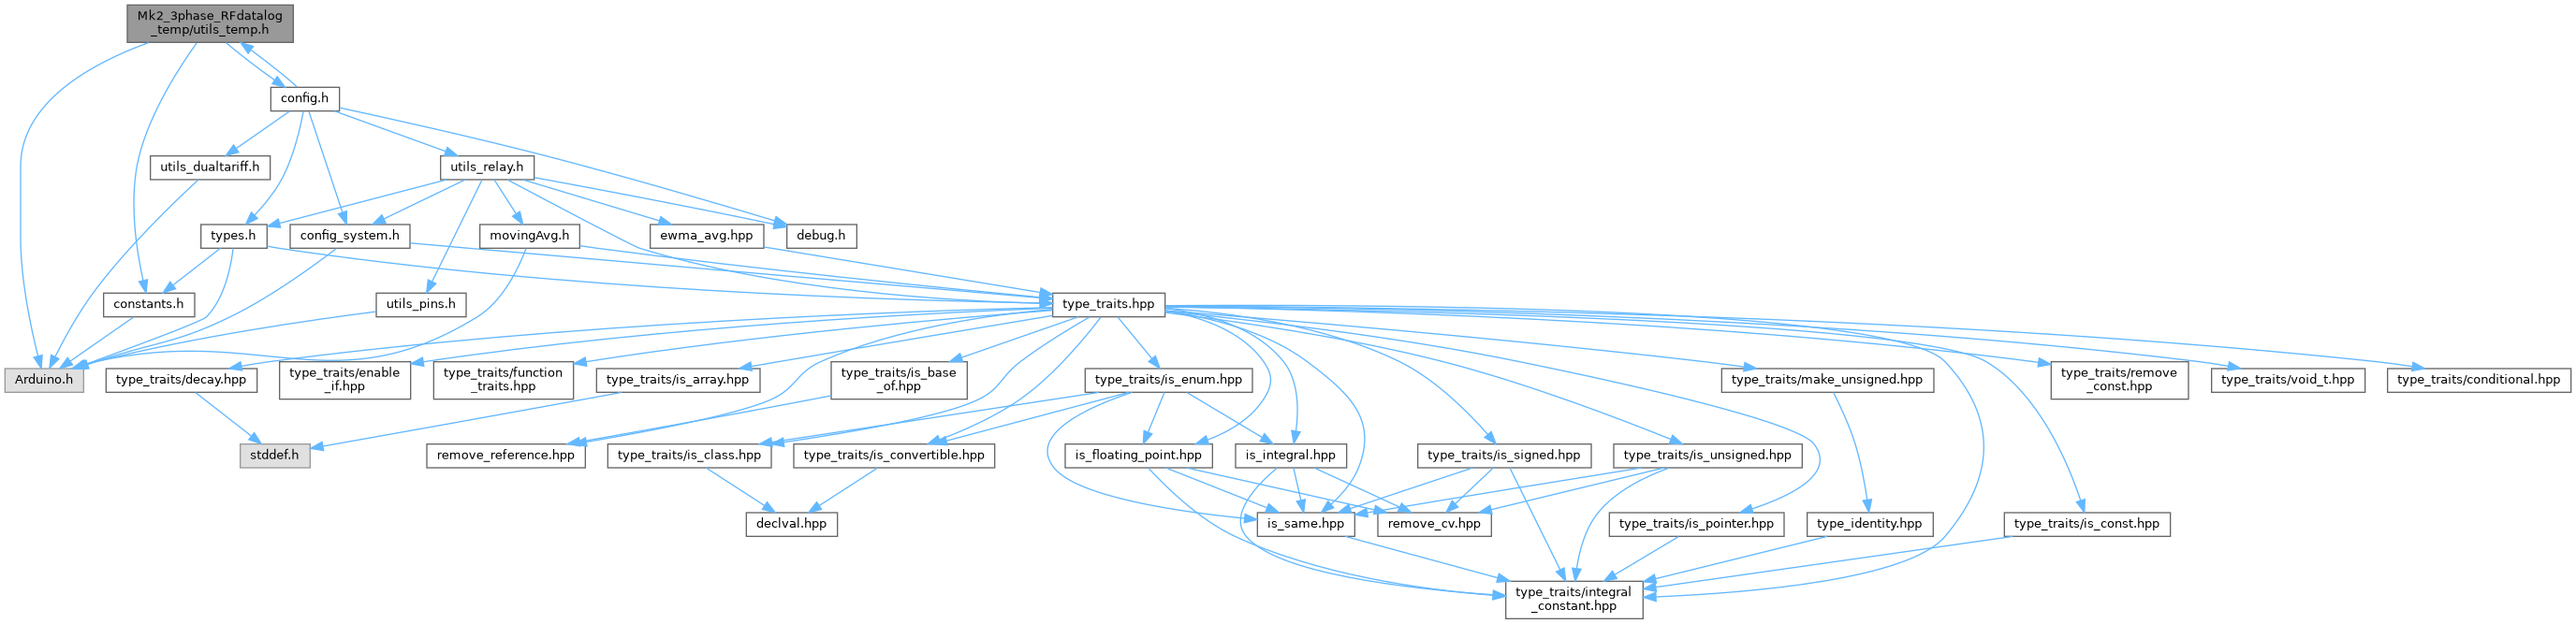 Mk2_3phase_RFdatalog
_temp/utils_temp.h
config.h
utils_dualtariff.h
utils_relay.h
types.h
config_system.h
movingAvg.h
ewma_avg.hpp
debug.h
constants.h
utils_pins.h
type_traits.hpp
Arduino.h
type_traits/decay.hpp
type_traits/enable
_if.hpp
type_traits/function
_traits.hpp
type_traits/is_array.hpp
type_traits/is_base
_of.hpp
type_traits/is_enum.hpp
type_traits/make_unsigned.hpp
type_traits/remove
_const.hpp
type_traits/void_t.hpp
type_traits/conditional.hpp
stddef.h
remove_reference.hpp
type_traits/is_class.hpp
type_traits/is_convertible.hpp
is_floating_point.hpp
is_integral.hpp
type_traits/is_signed.hpp
type_traits/is_unsigned.hpp
declval.hpp
is_same.hpp
remove_cv.hpp
type_traits/is_pointer.hpp
type_identity.hpp
type_traits/is_const.hpp
type_traits/integral
_constant.hpp